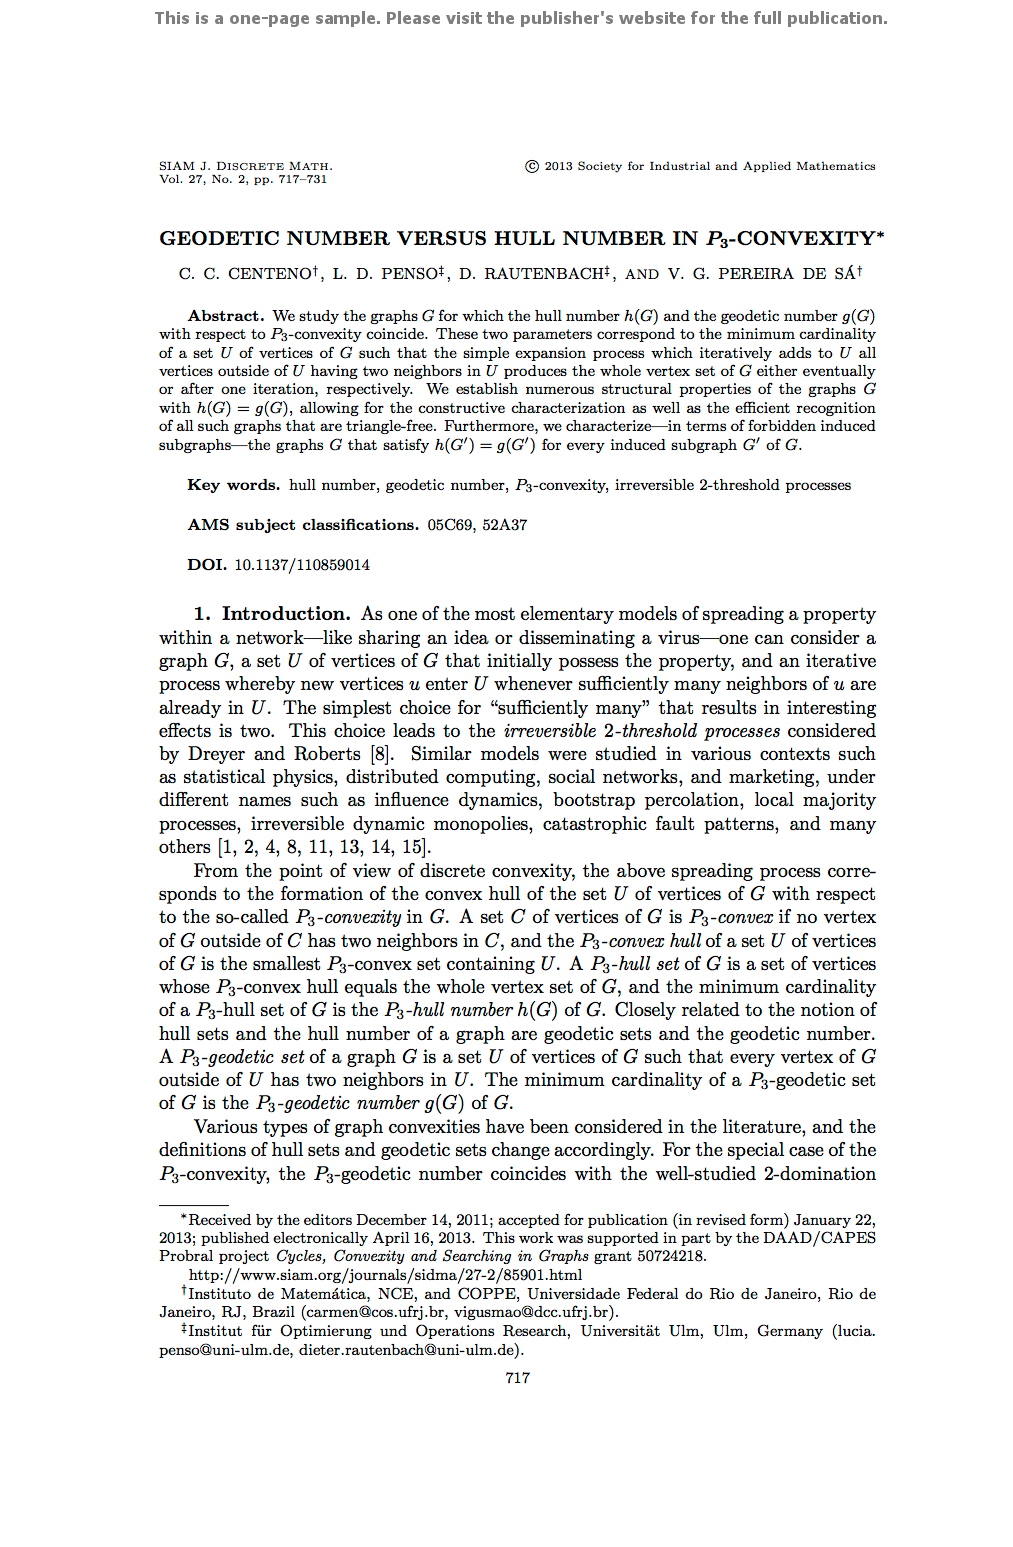 This is a one-page sample. Please visit the publisher's website for the full publication.
SIAM J. DISCRETE MATH.
Vol. 27, No. 2, pp. 717–731
© 2013 Society for Industrial and Applied Mathematics
GEODETIC NUMBER VERSUS HULL NUMBER IN P3-CONVEXITY*
C. C. CENTENO†, L. D. PENSO‡, D. RAUTENBACH‡, AND V. G. PEREIRA DE SÁ†
Abstract. We study the graphs G for which the hull number h(G) and the geodetic number g(G)
with respect to P3-convexity coincide. These two parameters correspond to the minimum cardinality
of a set U of vertices of G such that the simple expansion process which iteratively adds to U all
vertices outside of U having two neighbors in U produces the whole vertex set of G either eventually
or after one iteration, respectively. We establish numerous structural properties of the graphs G
with h(G) = g(G), allowing for the constructive characterization as well as the efficient recognition
of all such graphs that are triangle-free. Furthermore, we characterize—in terms of forbidden induced
subgraphs—the graphs G that satisfy h(G′) = g(G′) for every induced subgraph G′ of G.
Key words. hull number, geodetic number, P3-convexity, irreversible 2-threshold processes
AMS subject classifications. 05C69, 52A37
DOI. 10.1137/110859014
1. Introduction. As one of the most elementary models of spreading a property
within a network—like sharing an idea or disseminating a virus—one can consider a
graph G, a set U of vertices of G that initially possess the property, and an iterative
process whereby new vertices u enter U whenever sufficiently many neighbors of u are
already in U. The simplest choice for “sufficiently many” that results in interesting
effects is two. This choice leads to the irreversible 2-threshold processes considered
by Dreyer and Roberts [8]. Similar models were studied in various contexts such
as statistical physics, distributed computing, social networks, and marketing, under
different names such as influence dynamics, bootstrap percolation, local majority
processes, irreversible dynamic monopolies, catastrophic fault patterns, and many
others [1, 2, 4, 8, 11, 13, 14, 15].
From the point of view of discrete convexity, the above spreading process corre-
sponds to the formation of the convex hull of the set U of vertices of G with respect
to the so-called P3-convexity in G. A set C of vertices of G is P3-convex if no vertex
of G outside of C has two neighbors in C, and the P3-convex hull of a set U of vertices
of G is the smallest P3-convex set containing U. A P3-hull set of G is a set of vertices
whose P3-convex hull equals the whole vertex set of G, and the minimum cardinality
of a P3-hull set of G is the P3-hull number h(G) of G. Closely related to the notion of
hull sets and the hull number of a graph are geodetic sets and the geodetic number.
A P3-geodetic set of a graph G is a set U of vertices of G such that every vertex of G
outside of U has two neighbors in U. The minimum cardinality of a P3-geodetic set
of G is the P3-geodetic number g(G) of G.
Various types of graph convexities have been considered in the literature, and the
definitions of hull sets and geodetic sets change accordingly. For the special case of the
P3-convexity, the P3-geodetic number coincides with the well-studied 2-domination
*Received by the editors December 14, 2011; accepted for publication (in revised form) January 22,
2013; published electronically April 16, 2013. This work was supported in part by the DAAD/CAPES
Probral project Cycles, Convexity and Searching in Graphs grant 50724218.
http://www.siam.org/journals/sidma/27-2/85901.html
†Instituto de Matemática, NCE, and COPPE, Universidade Federal do Rio de Janeiro, Rio de
Janeiro, RJ, Brazil (carmen@cos.ufrj.br, vigusmao@dcc.ufrj.br).
‡Institut für Optimierung und Operations Research, Universität Ulm, Ulm, Germany (lucia.
penso@uni-ulm.de, dieter.rautenbach@uni-ulm.de).
717